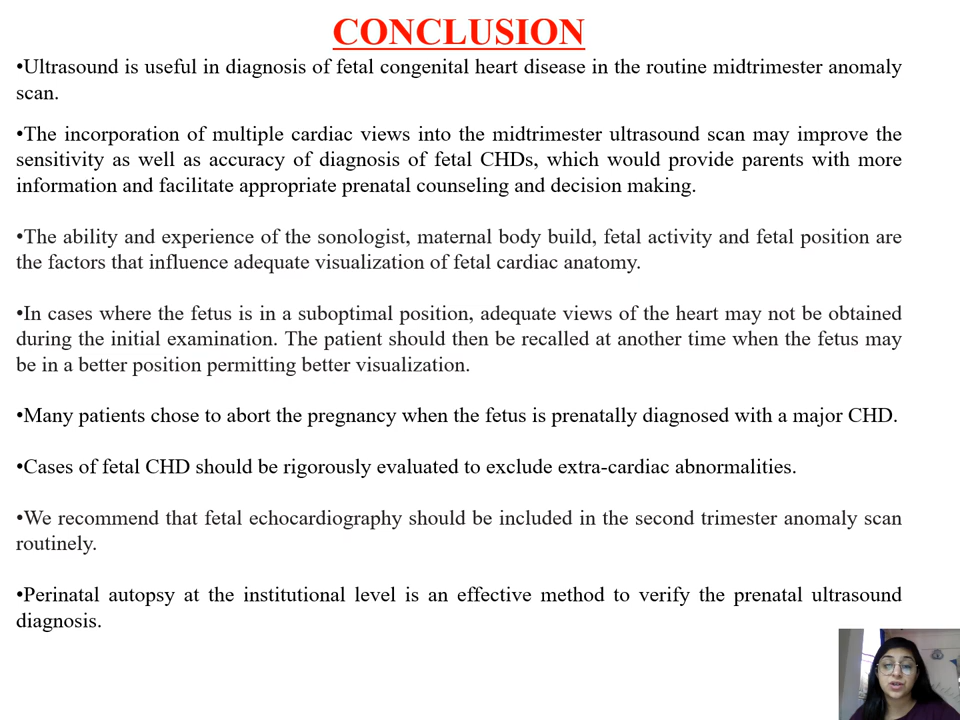 CONCLUSION
•Ultrasound is useful in diagnosis of fetal congenital heart disease in the routine midtrimester anomaly
scan.
•The incorporation of multiple cardiac views into the midtrimester ultrasound scan may improve the
sensitivity as well as accuracy of diagnosis of fetal CHDs, which would provide parents with more
information and facilitate appropriate prenatal counseling and decision making.
•The ability and experience of the sonologist, maternal body build, fetal activity and fetal position are
the factors that influence adequate visualization of fetal cardiac anatomy.
•In cases where the fetus is in a suboptimal position, adequate views of the heart may not be obtained
during the initial examination. The patient should then be recalled at another time when the fetus may
be in a better position permitting better visualization.
•Many patients chose to abort the pregnancy when the fetus is prenatally diagnosed with a major CHD.
•Cases of fetal CHD should be rigorously evaluated to exclude extra-cardiac abnormalities.
•We recommend that fetal echocardiography should be included in the second trimester anomaly scan
routinely.
•Perinatal autopsy at the institutional level is an effective method to verify the prenatal ultrasound
diagnosis.